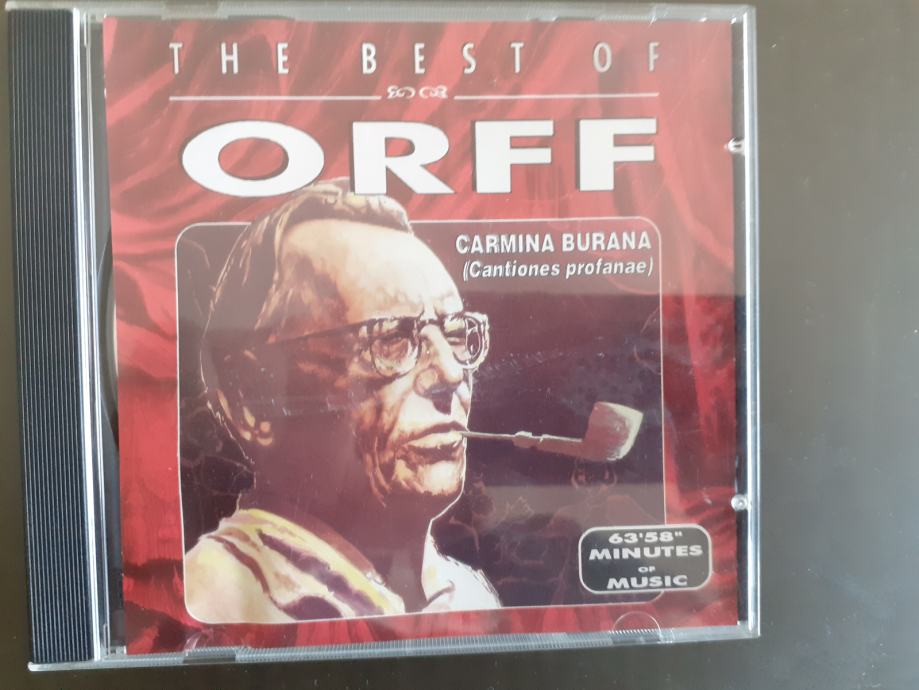 THE BEST OF
ORFF
CARMINA BURANA
(Cantiones profanae)
63'58"
MINUTES
OF
MUSIC